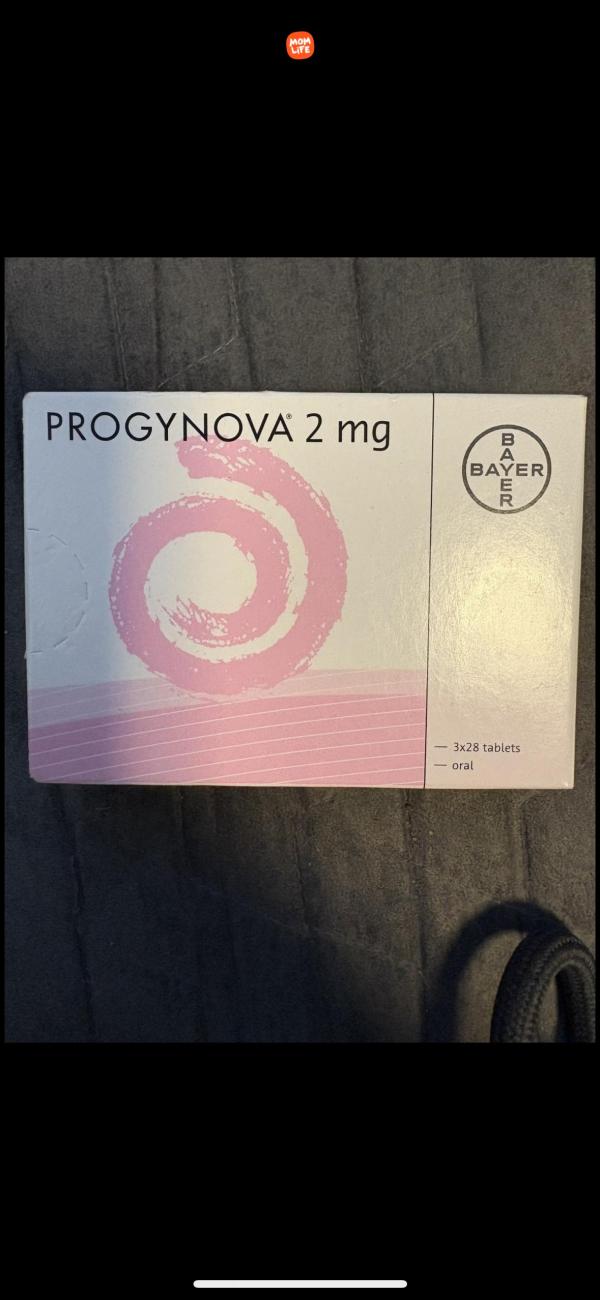 MOM
LIFE
PROGYNOVA® 2 mg
BAYER
BAYER
— 3x28 tablets
— oral